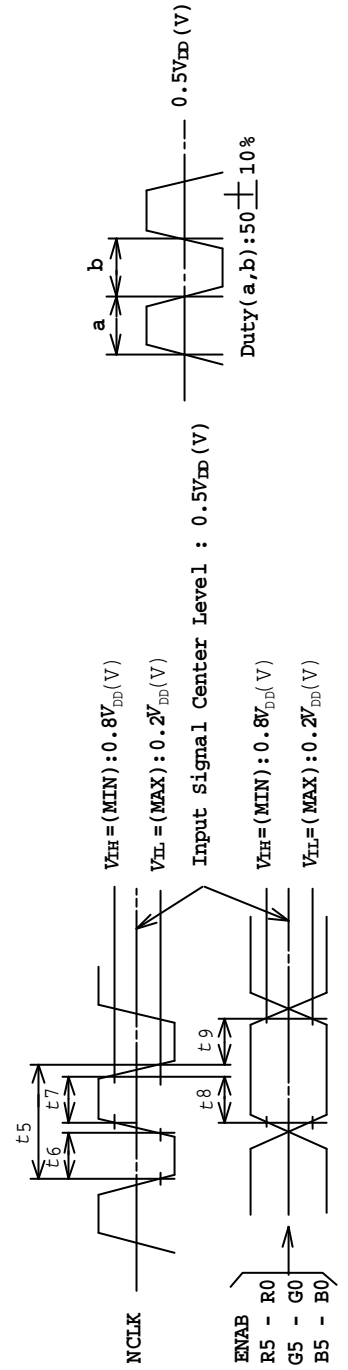 t5
t6
t7
NCLK
VIH=(MIN):0.8VDD(V)
VIL=(MAX):0.2VDD(V)
Input Signal Center Level : 0.5VDD(V)
t8
t9
ENAB
R5 - R0
G5 - G0
B5 - B0
VIH=(MIN):0.8VDD(V)
VIL=(MAX):0.2VDD(V)
a
b
0.5VDD(V)
Duty(a,b):50±10%